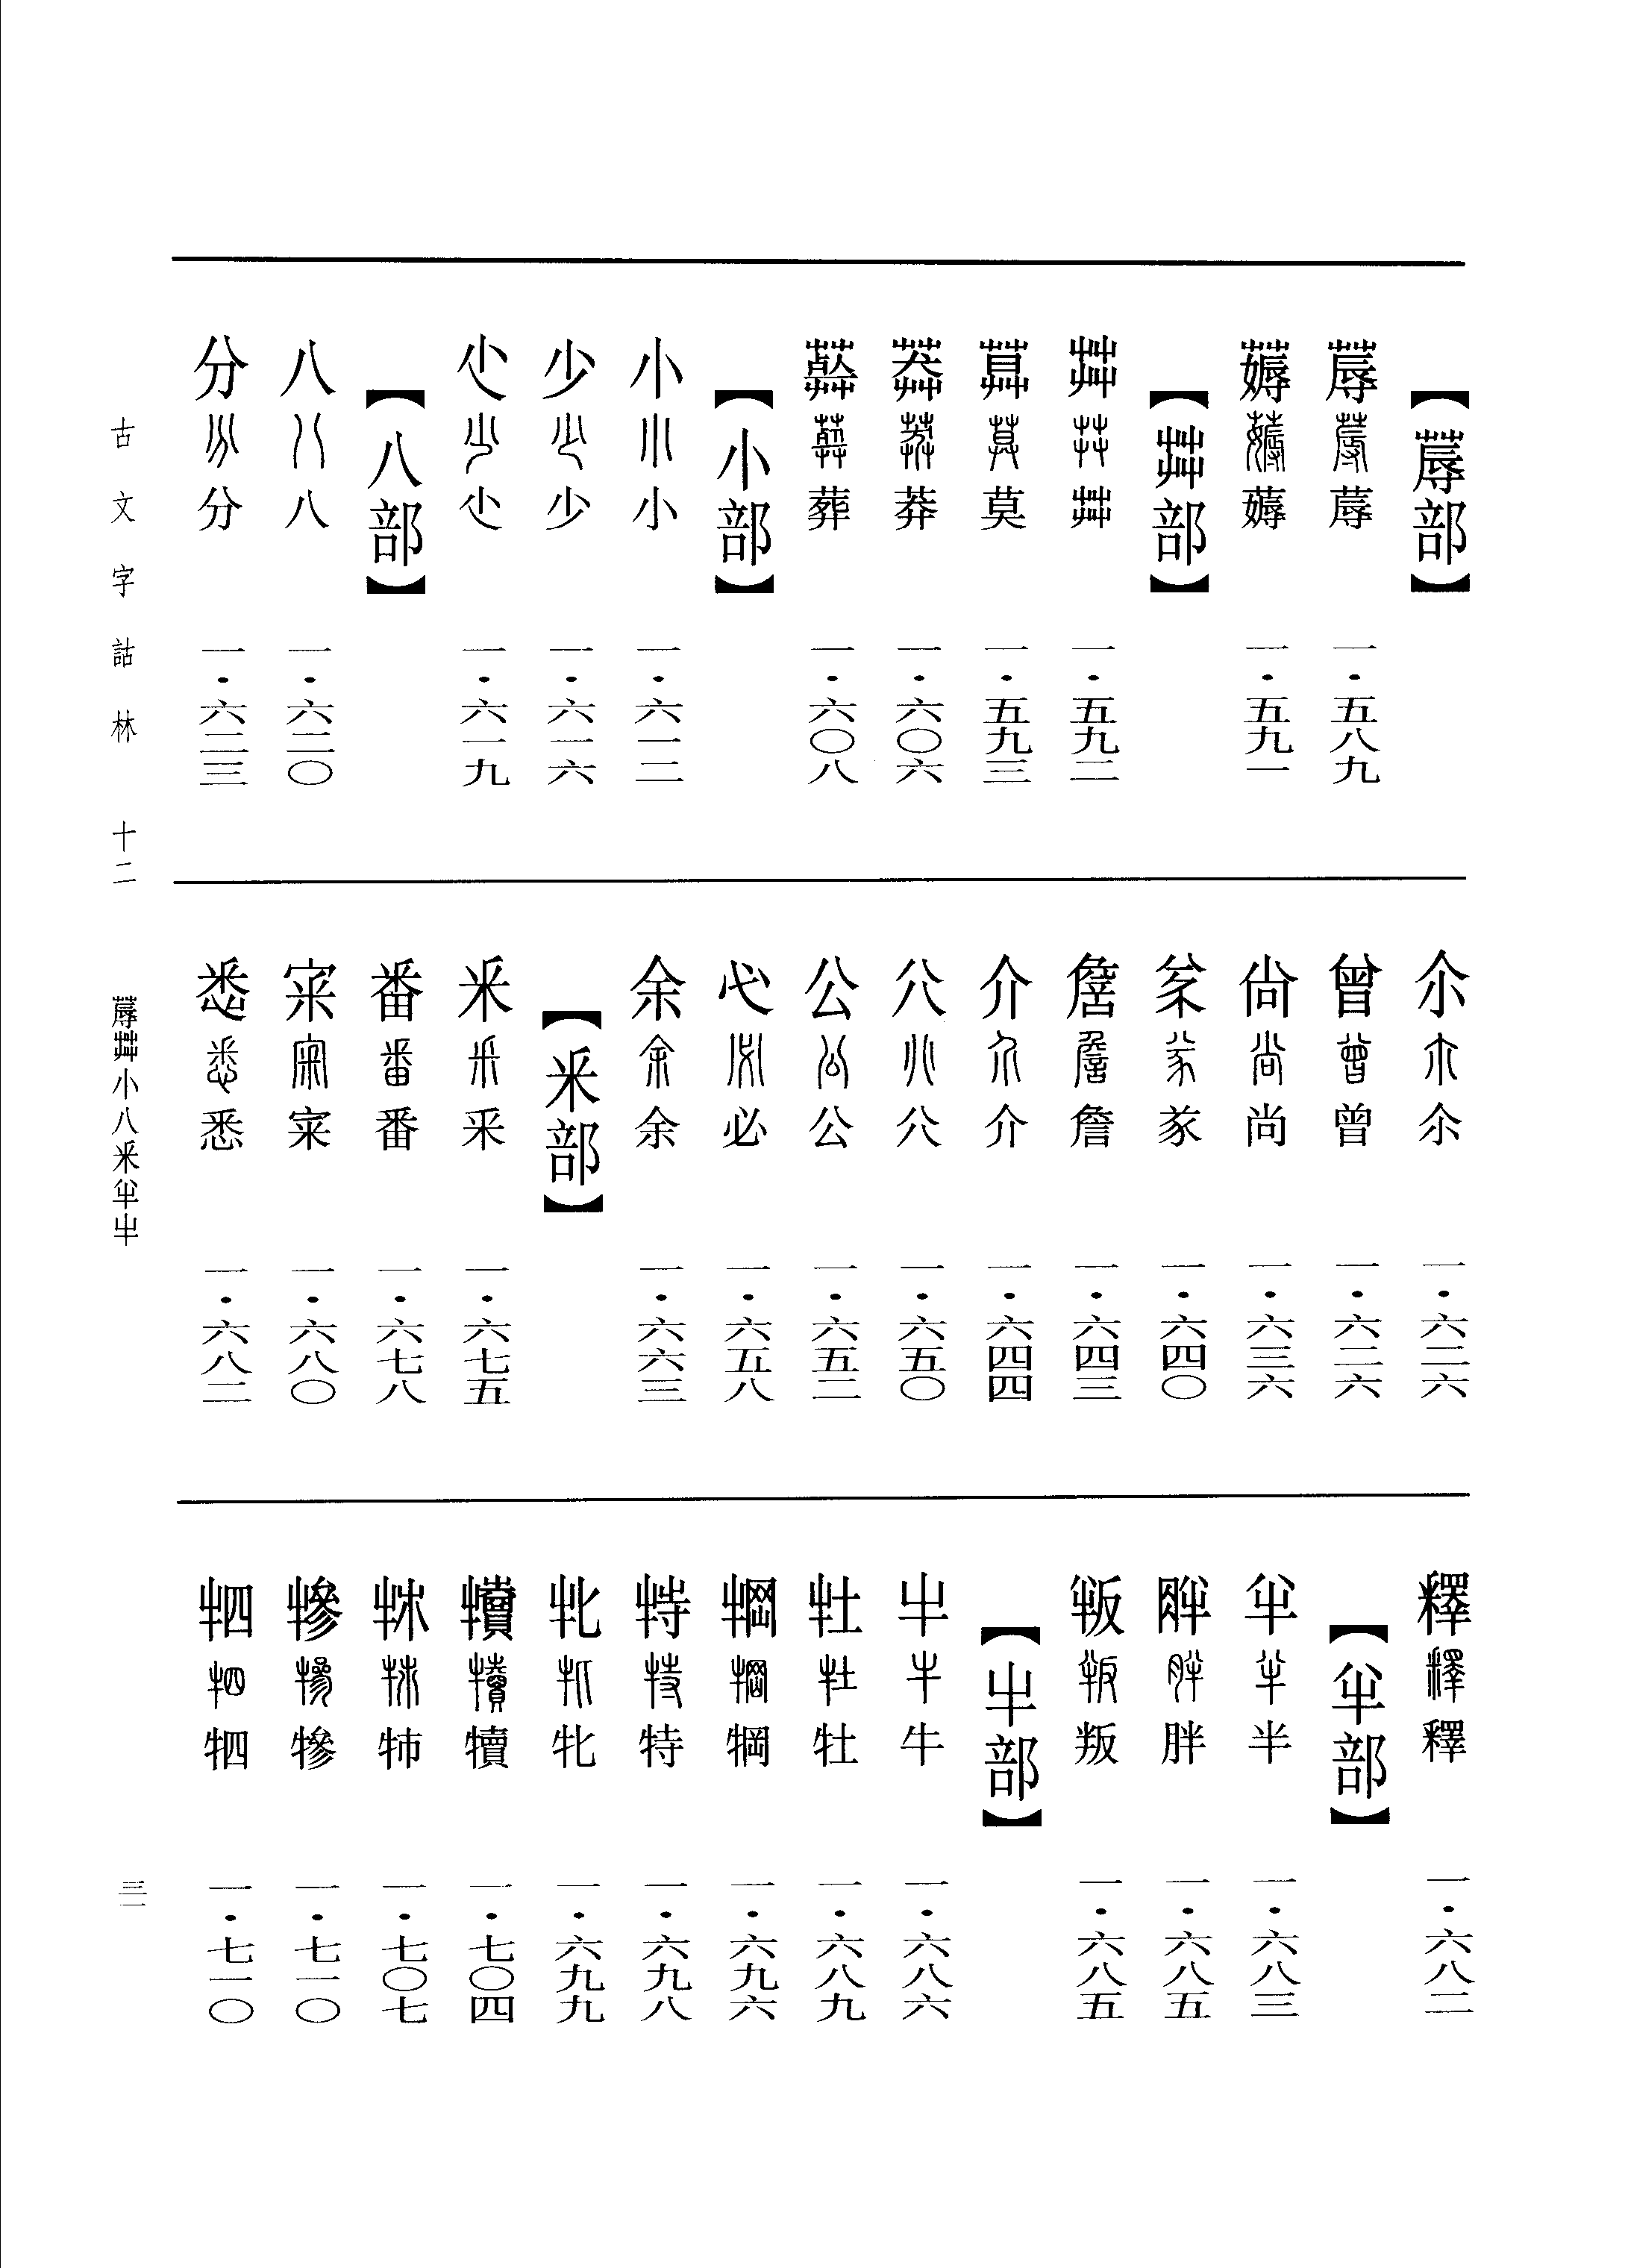 【蓐部】
蓐 蓐 蓐 一·五八九
薅 薅 薅 一·五九一
【茻部】
茻 茻 茻 一·五九二
莫 莫 莫 一·五九三
莽 莽 莽 一·六〇六
葬 葬 葬 一·六〇八
【小部】
小 小 小 一·六一二
少 少 少 一·六一六
尐 尐 尐 一·六一九
【八部】
八 八 八 一·六二〇
分 分 分 一·六二三
尒 尒 尒 一·六二六
曾 曾 曾 一·六二六
尚 尚 尚 一·六三六
㒸 㒸 㒸 一·六四〇
詹 詹 詹 一·六四三
介 介 介 一·六四四
𠔁 𠔁 𠔁 一·六五〇
公 公 公 一·六五二
必 必 必 一·六五八
余 余 余 一·六六三
【釆部】
釆 釆 釆 一·六七五
番 番 番 一·六七八
宷 宷 宷 一·六八〇
悉 悉 悉 一·六八二
釋 釋 釋 一·六八二
【半部】
半 半 半 一·六八三
胖 胖 胖 一·六八五
叛 叛 叛 一·六八五
【牛部】
牛 牛 牛 一·六八六
牡 牡 牡 一·六八九
犅 犅 犅 一·六九六
特 特 特 一·六九八
牝 牝 牝 一·六九九
犢 犢 犢 一·七〇四
㹃 㹃 㹃 一·七〇七
犙 犙 犙 一·七一〇
牭 牭 牭 一·七一〇
古文字詁林 十二 蓐茻小八釆半牛 三一